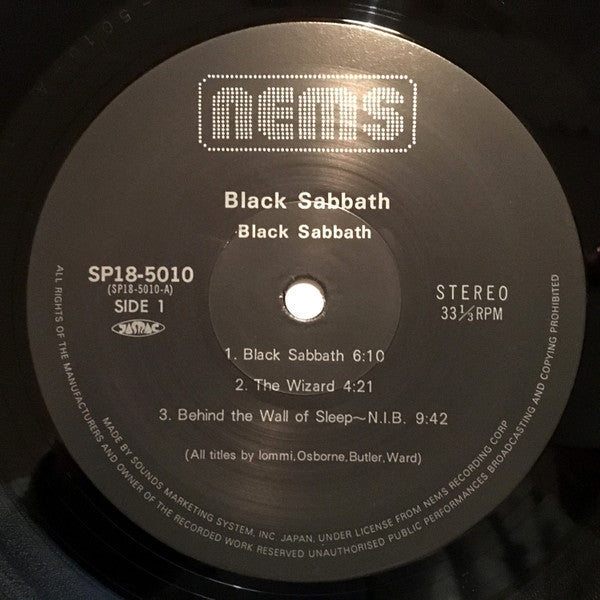 NEMS
Black Sabbath
Black Sabbath
SP18-5010
(SP18-5010-A)
SIDE 1
JASRAC
STEREO
33 1/3 RPM
1. Black Sabbath 6:10
2. The Wizard 4:21
3. Behind the Wall of Sleep~N.I.B. 9:42
(All titles by Iommi,Osborne,Butler,Ward)
MADE BY SOUNDS MARKETING SYSTEM, INC JAPAN, UNDER LICENSE FROM NEMS RECORDING CORP
ALL RIGHTS OF THE MANUFACTURERS AND OWNER OF THE RECORDED WORK RESERVED UNAUTHORISED PUBLIC PERFORMANCES BROADCASTING AND COPYING PROHIBITED